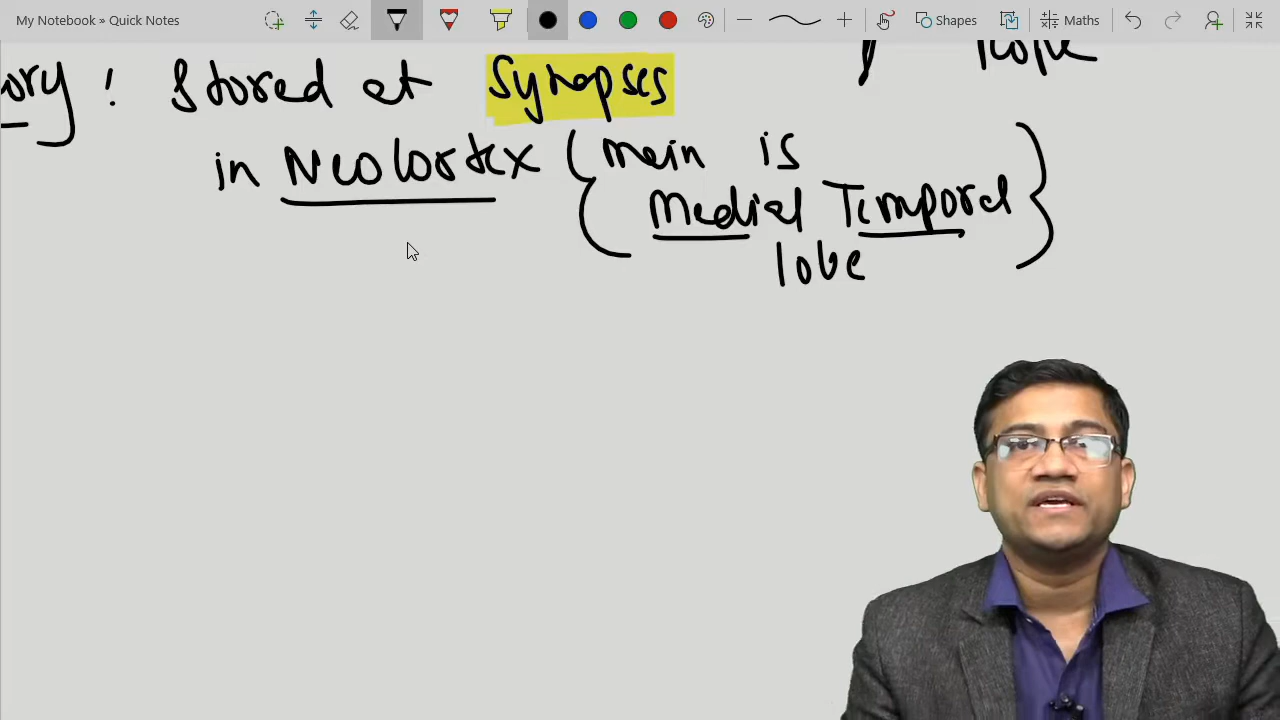 My Notebook » Quick Notes
Shapes
Maths
ory : Stored at Synapses
in Neocortex (main is
Medial Temporal
lobe